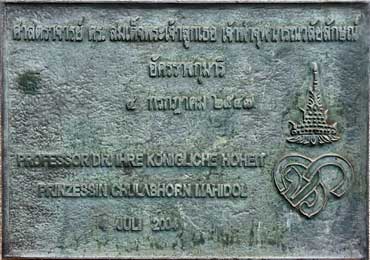 ศาสตราจารย์ ดร. สมเด็จพระเจ้าลูกเธอ เจ้าฟ้าจุฬาภรณวลัยลักษณ์
อัครราชกุมารี
๔ กรกฎาคม ๒๕๔๗
PROFESSOR DR. IHRE KÖNIGLICHE HOHEIT
PRINZESSIN CHULABHORN MAHIDOL
4. JULI 2004